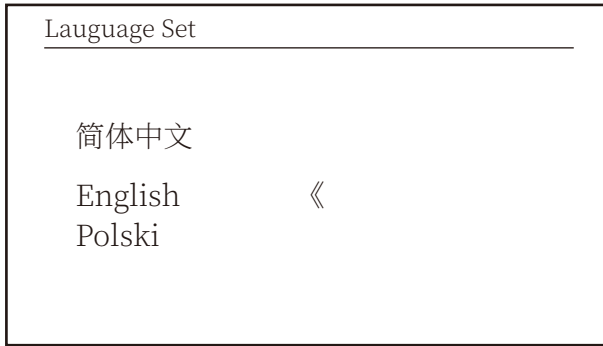 Lauguage Set
简体中文
English 《
Polski